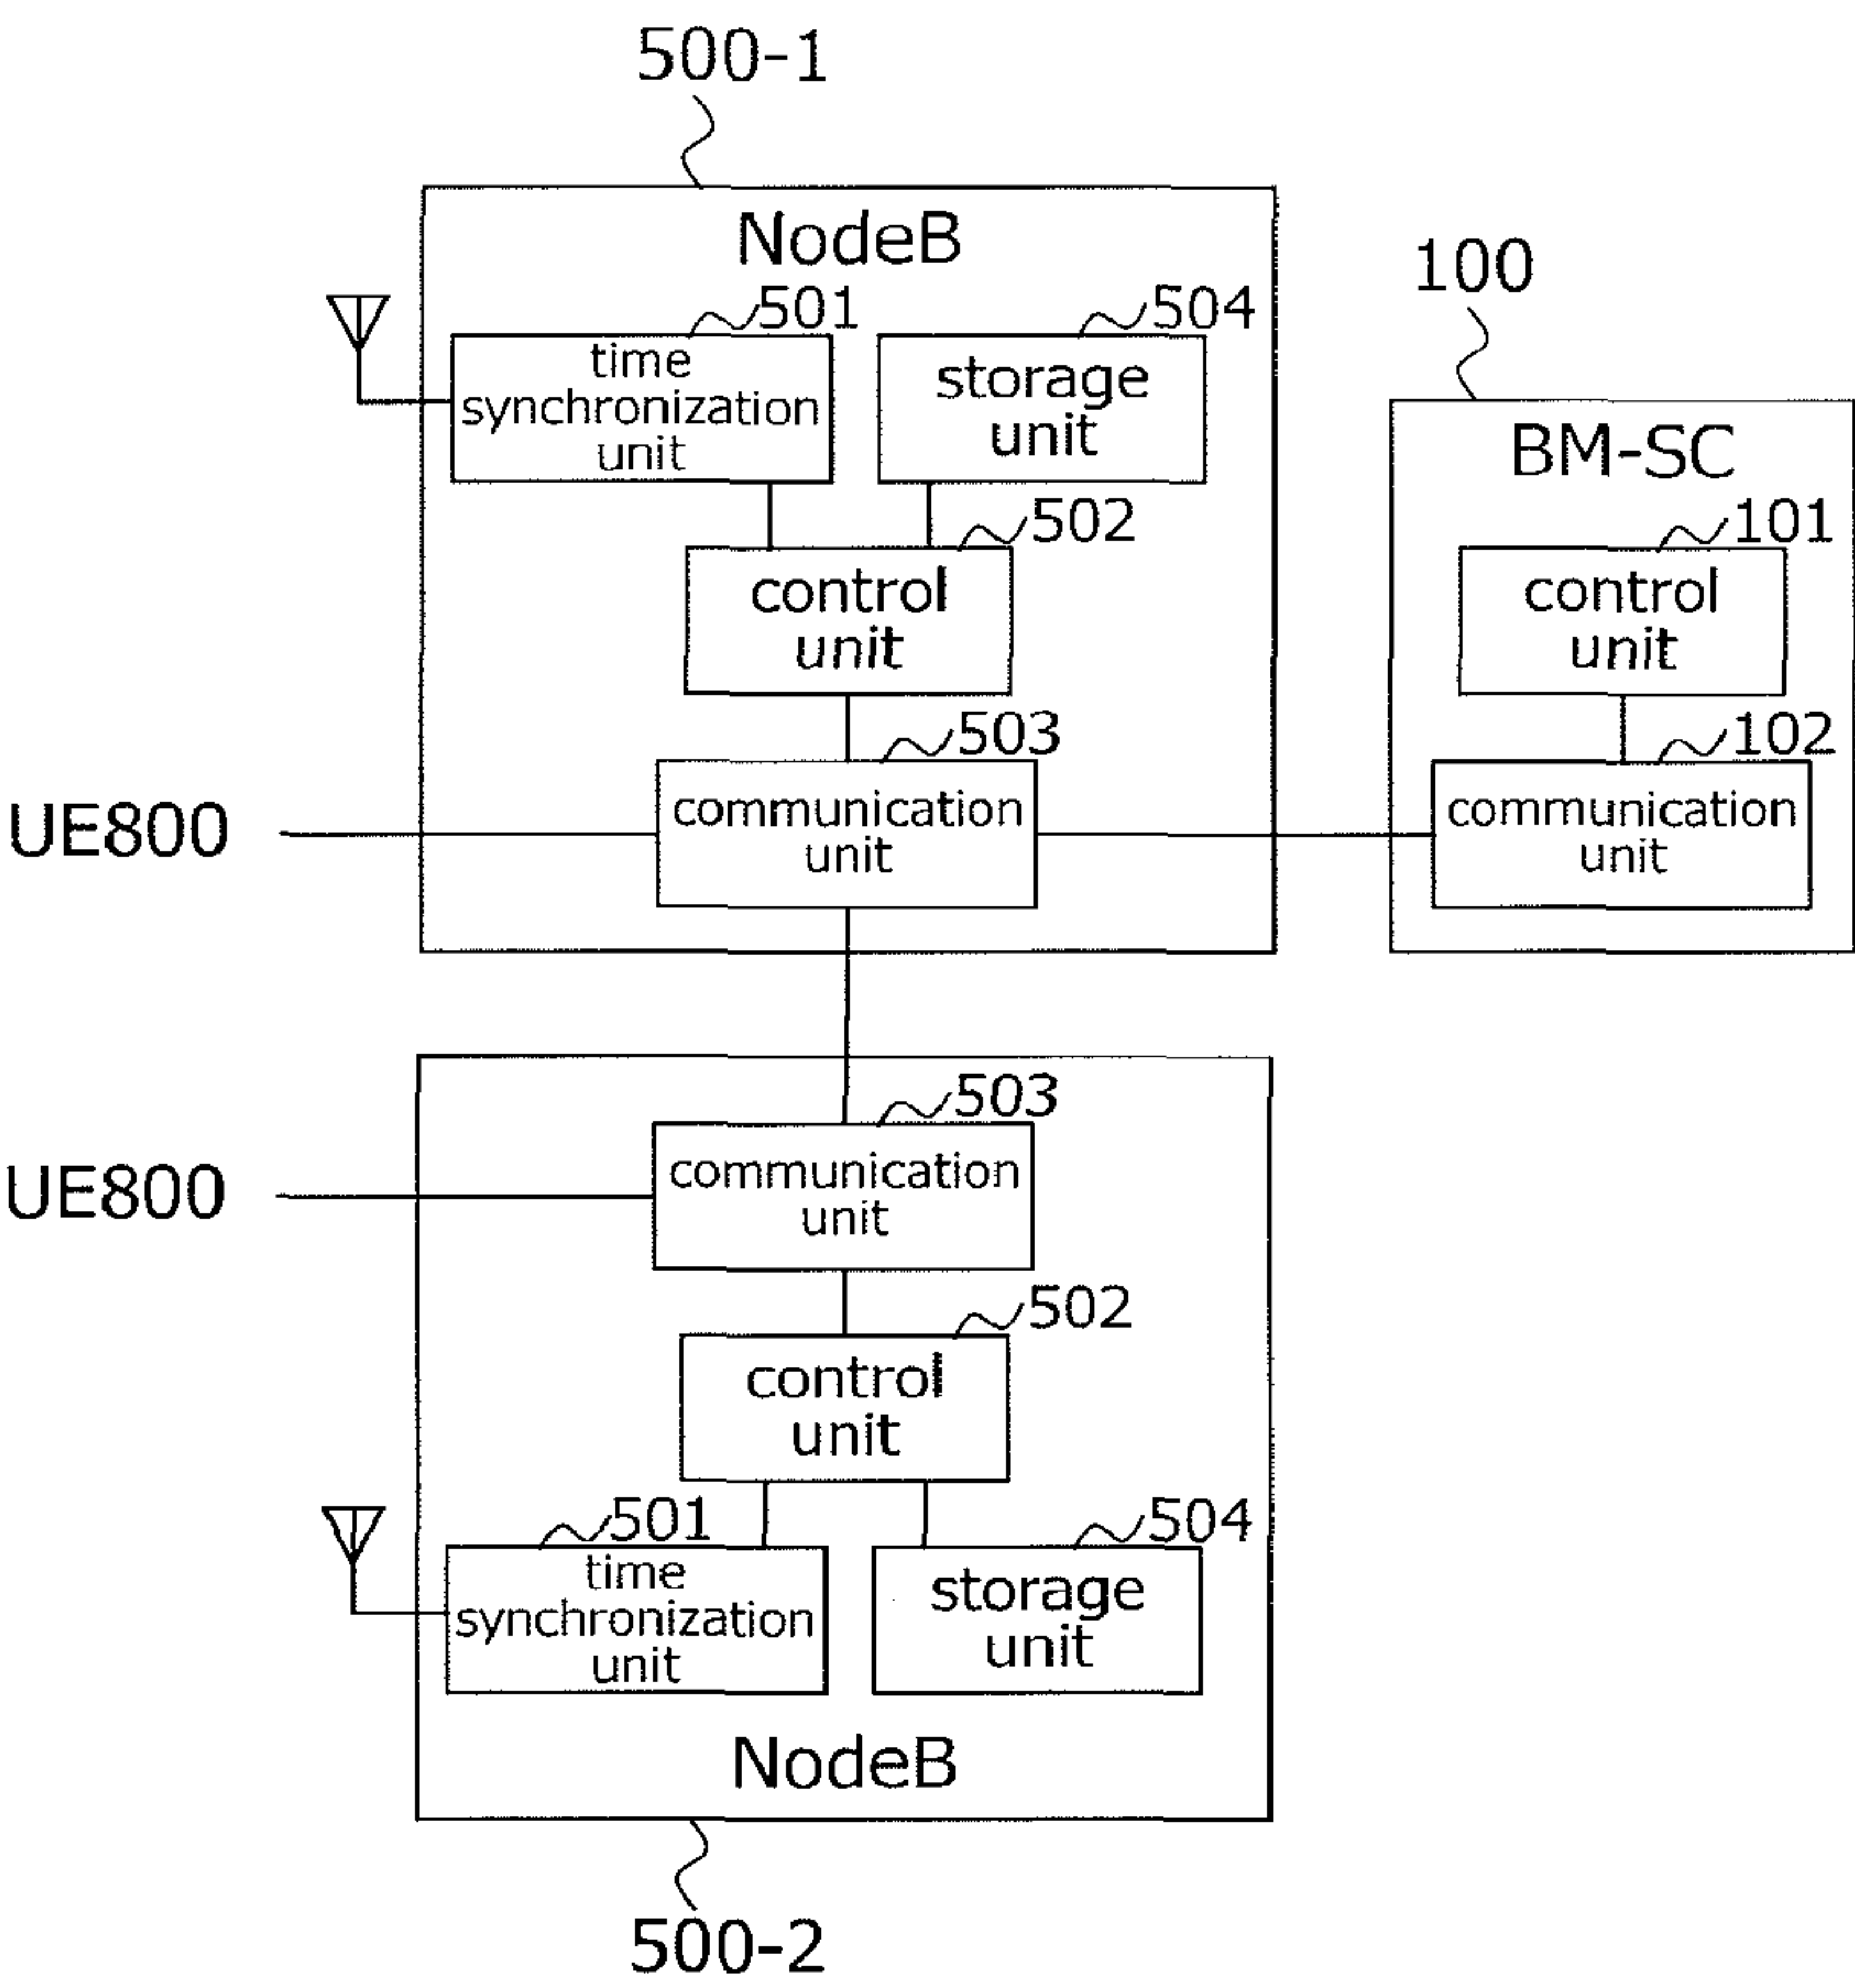 500-1
NodeB
100
501
504
time
synchronization
unit
storage
unit
BM-SC
502
101
control
unit
control
unit
503
102
UE800
communication
unit
communication
unit
503
UE800
communication
unit
502
control
unit
501
504
time
synchronization
unit
storage
unit
NodeB
500-2